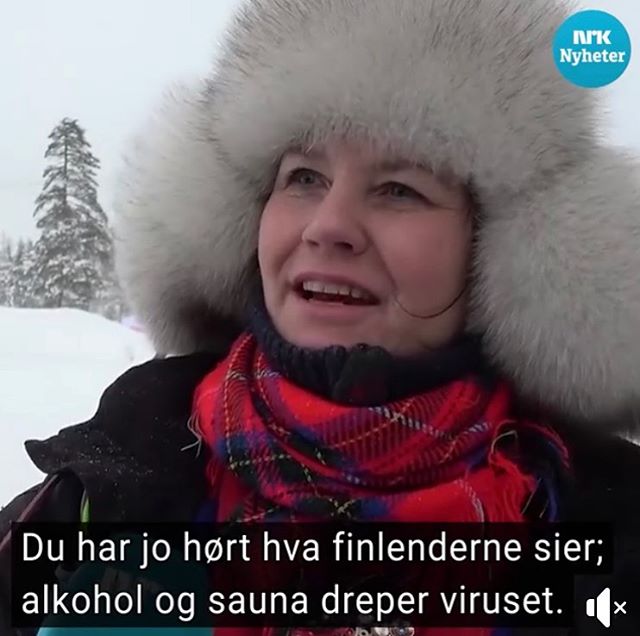 NRK
Nyheter
Du har jo hørt hva finlenderne sier;
alkohol og sauna dreper viruset.